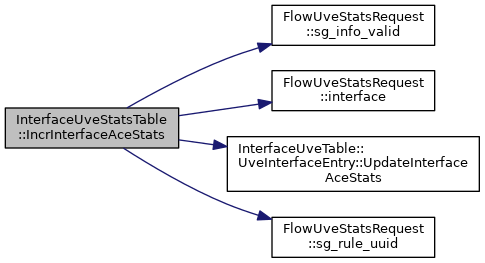 FlowUveStatsRequest
::sg_info_valid
FlowUveStatsRequest
::interface
InterfaceUveStatsTable
::IncrInterfaceAceStats
InterfaceUveTable::
UveInterfaceEntry::UpdateInterface
AceStats
FlowUveStatsRequest
::sg_rule_uuid